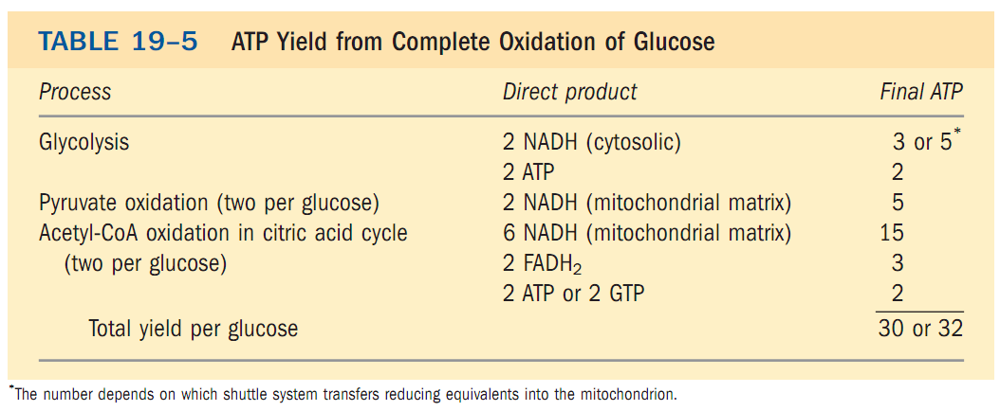 TABLE 19–5 ATP Yield from Complete Oxidation of Glucose
Process Direct product Final ATP
Glycolysis 2 NADH (cytosolic) 3 or 5*
2 ATP 2
Pyruvate oxidation (two per glucose) 2 NADH (mitochondrial matrix) 5
Acetyl-CoA oxidation in citric acid cycle 6 NADH (mitochondrial matrix) 15
(two per glucose) 2 FADH₂ 3
2 ATP or 2 GTP 2
Total yield per glucose 30 or 32
*The number depends on which shuttle system transfers reducing equivalents into the mitochondrion.